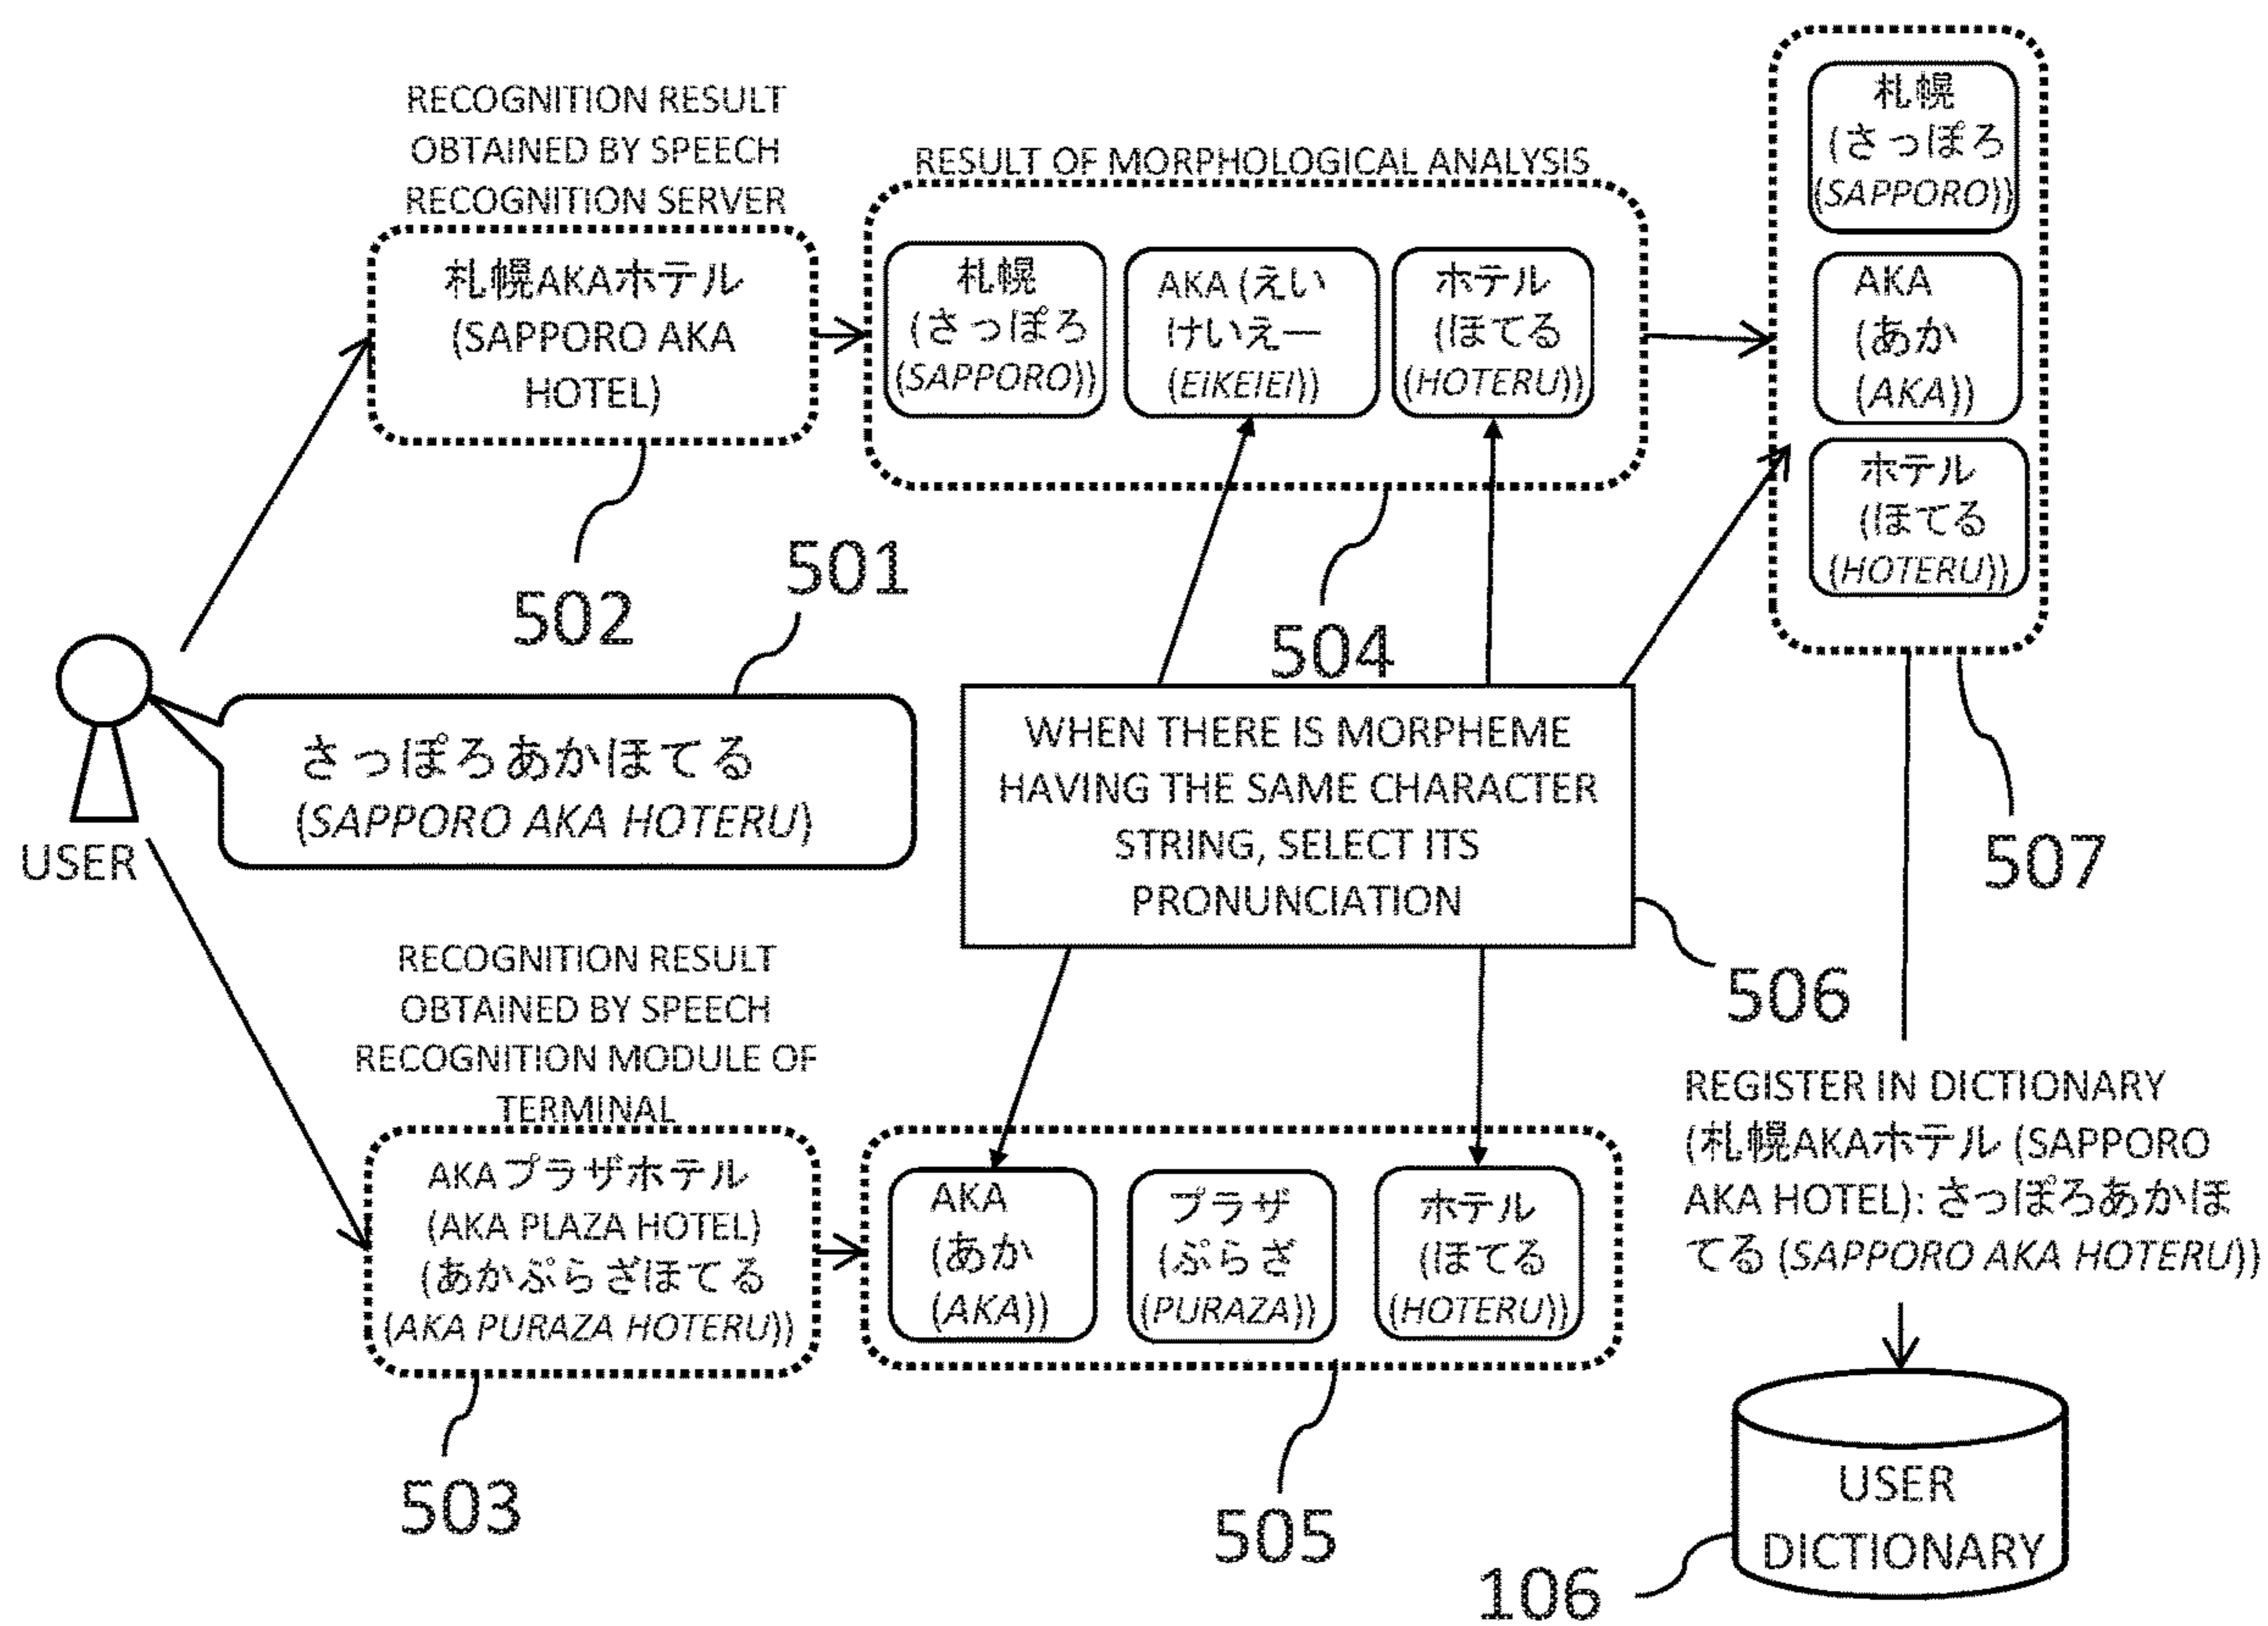 RECOGNITION RESULT
OBTAINED BY SPEECH
RECOGNITION SERVER
札幌AKAホテル
(SAPPORO AKA
HOTEL)
502
RESULT OF MORPHOLOGICAL ANALYSIS
札幌
(さっぽろ
(SAPPORO))
AKA (えい
けいえー
(EIKEIEI))
ホテル
(ほてる
(HOTERU))
504
札幌
(さっぽろ
(SAPPORO))
AKA
(あか
(AKA))
ホテル
(ほてる
(HOTERU))
507
501
さっぽろあかほてる
(SAPPORO AKA HOTERU)
USER
WHEN THERE IS MORPHEME
HAVING THE SAME CHARACTER
STRING, SELECT ITS
PRONUNCIATION
506
RECOGNITION RESULT
OBTAINED BY SPEECH
RECOGNITION MODULE OF
TERMINAL
AKAプラザホテル
(AKA PLAZA HOTEL)
(あかぷらざほてる
(AKA PURAZA HOTERU))
503
AKA
(あか
(AKA))
プラザ
(ぷらざ
(PURAZA))
ホテル
(ほてる
(HOTERU))
505
REGISTER IN DICTIONARY
(札幌AKAホテル (SAPPORO
AKA HOTEL): さっぽろあかほ
てる (SAPPORO AKA HOTERU))
USER
DICTIONARY
106